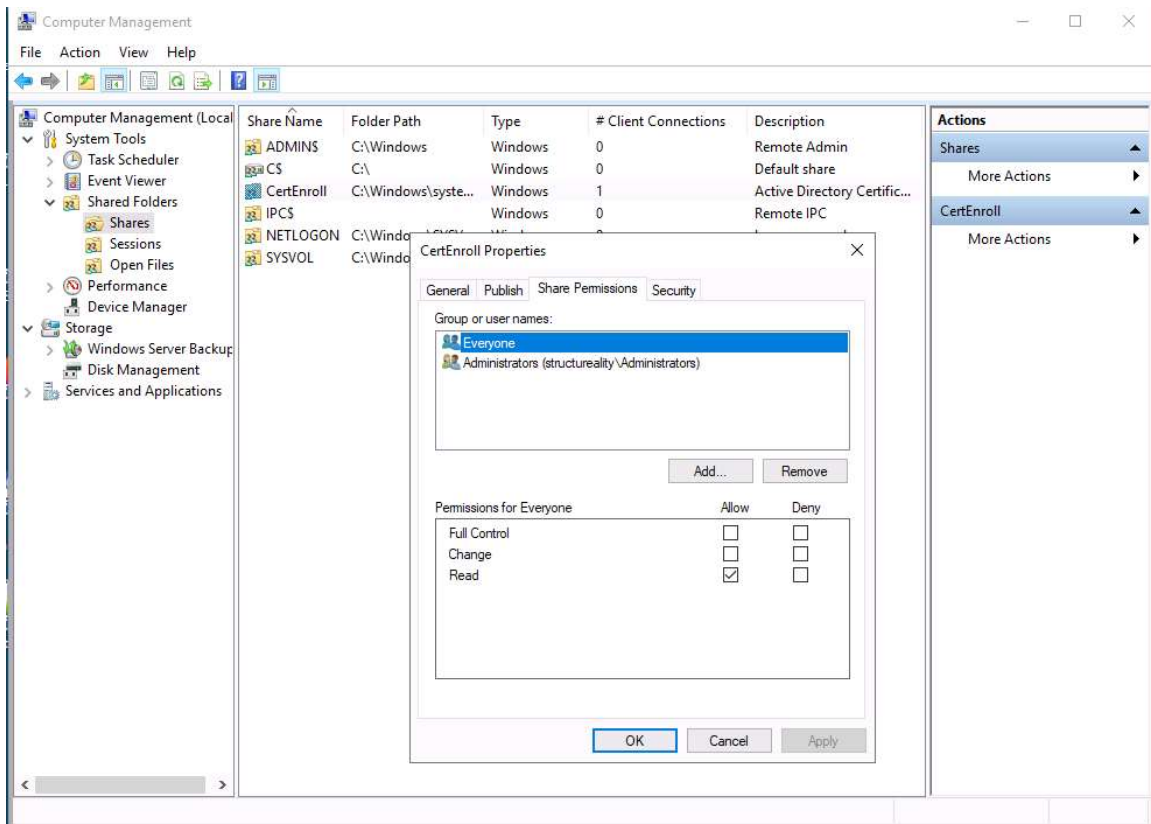 Computer Management
File Action View Help
Computer Management (Local
System Tools
Task Scheduler
Event Viewer
Shared Folders
Shares
Sessions
Open Files
Performance
Device Manager
Storage
Windows Server Backup
Disk Management
Services and Applications
Share Name Folder Path Type # Client Connections Description
ADMIN$ C:\Windows Windows 0 Remote Admin
C$ C:\ Windows 0 Default share
CertEnroll C:\Windows\syste... Windows 1 Active Directory Certific...
IPC$ Windows 0 Remote IPC
NETLOGON C:\Windo
SYSVOL C:\Windo
CertEnroll Properties
General Publish Share Permissions Security
Group or user names:
Everyone
Administrators (structureality\Administrators)
Add... Remove
Permissions for Everyone Allow Deny
Full Control
Change
Read
OK Cancel Apply
Actions
Shares
More Actions
CertEnroll
More Actions